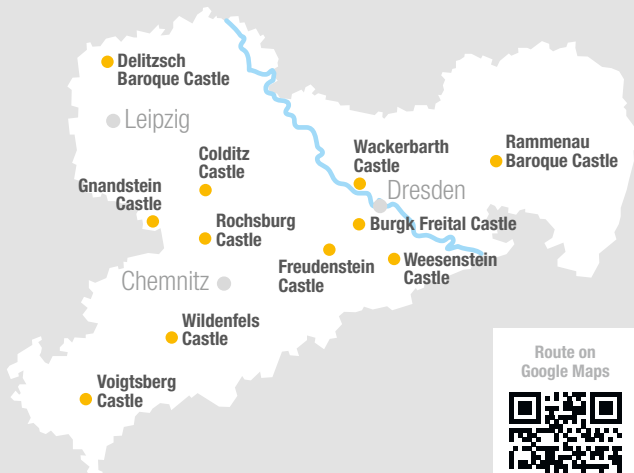 Delitzsch
Baroque Castle
Leipzig
Colditz
Castle
Wackerbarth
Castle
Rammenau
Baroque Castle
Gnandstein
Castle
Dresden
Rochsburg
Castle
Burgk Freital Castle
Freudenstein
Castle
Weesenstein
Castle
Chemnitz
Wildenfels
Castle
Voigtsberg
Castle
Route on
Google Maps